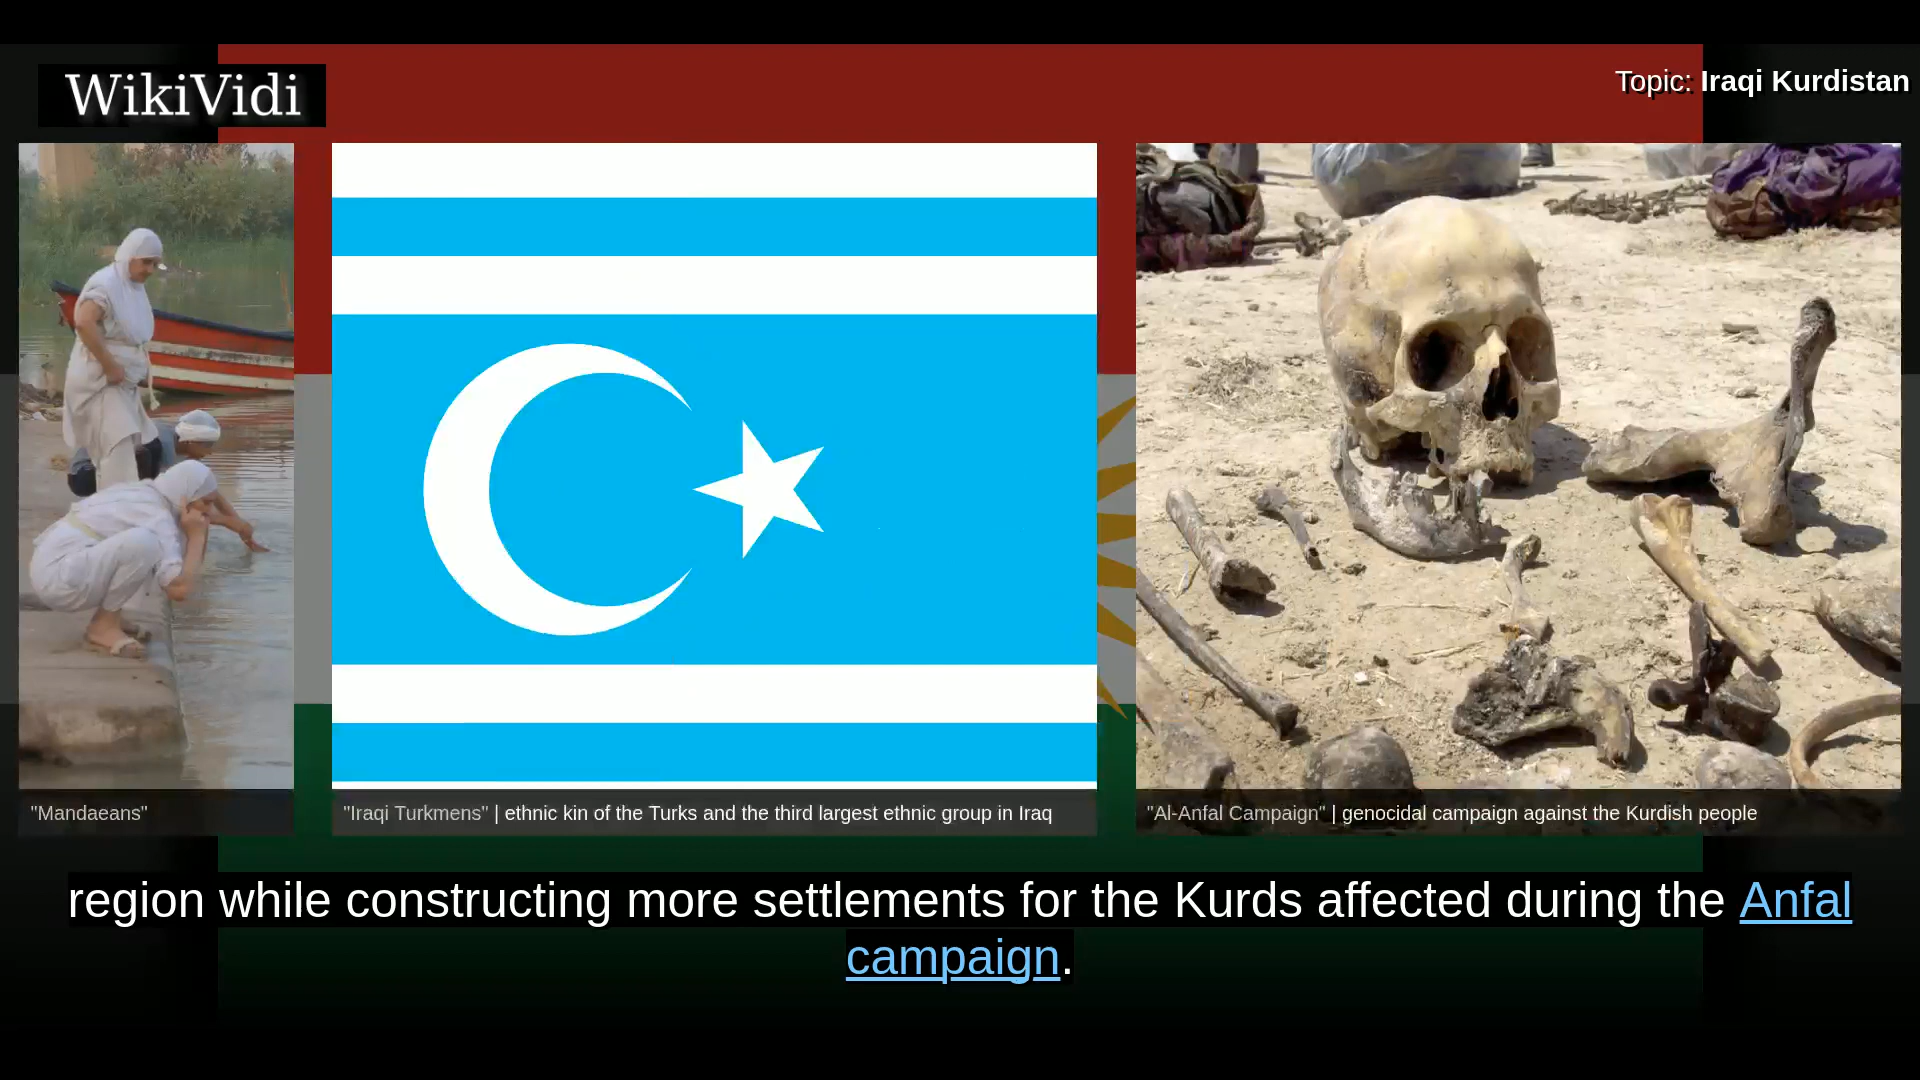 WikiVidi
Topic: Iraqi Kurdistan
"Mandaeans"
"Iraqi Turkmens" | ethnic kin of the Turks and the third largest ethnic group in Iraq
"Al-Anfal Campaign" | genocidal campaign against the Kurdish people
region while constructing more settlements for the Kurds affected during the Anfal
campaign.